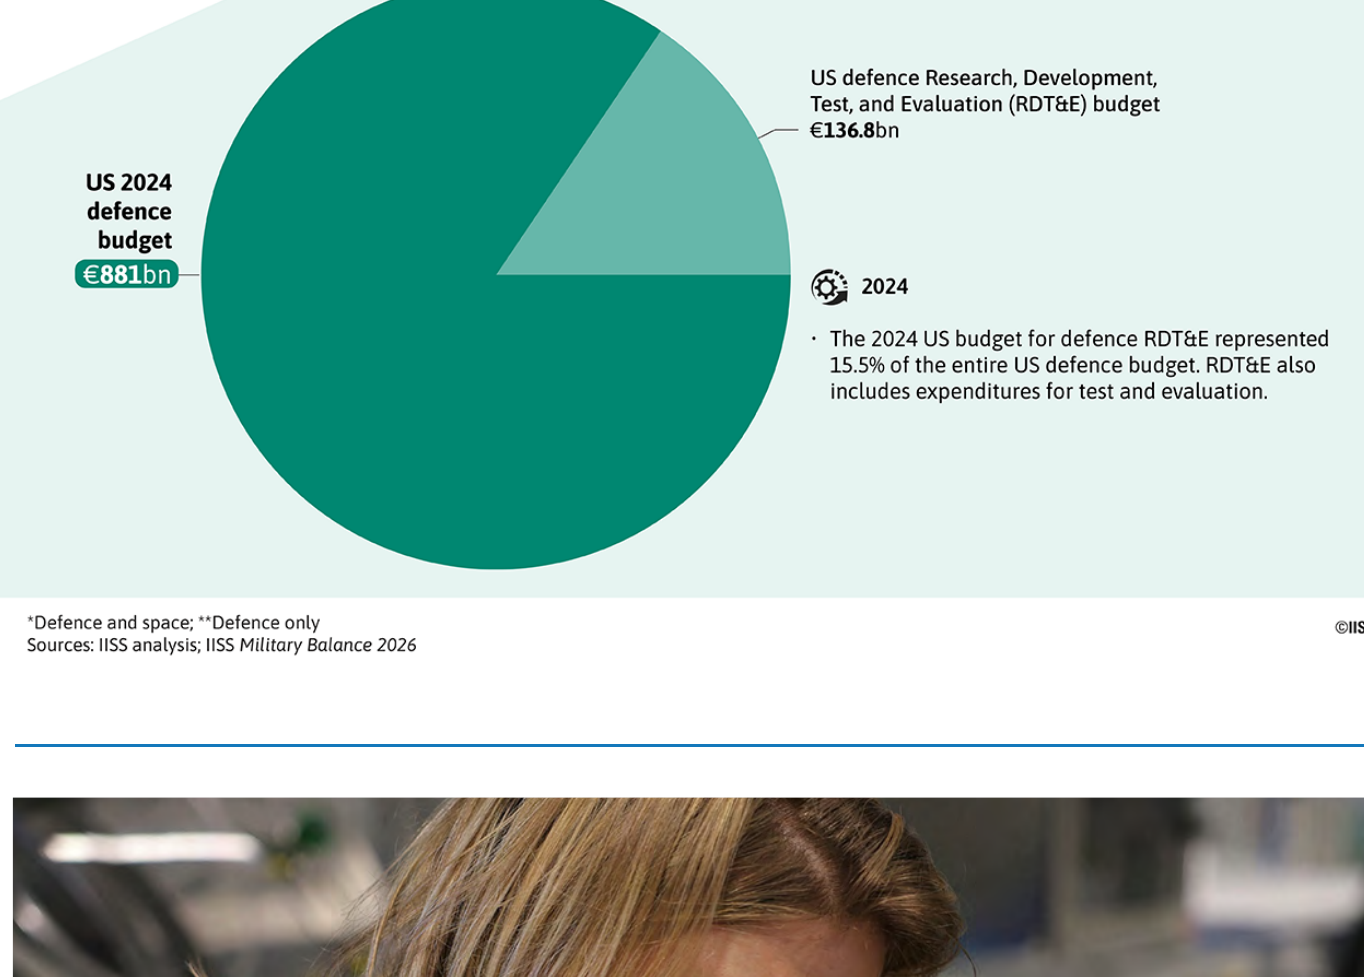 US defence Research, Development,
Test, and Evaluation (RDT&E) budget
€136.8bn
US 2024
defence
budget
€881bn
2024
· The 2024 US budget for defence RDT&E represented
15.5% of the entire US defence budget. RDT&E also
includes expenditures for test and evaluation.
*Defence and space; **Defence only
Sources: IISS analysis; IISS Military Balance 2026
©IIS